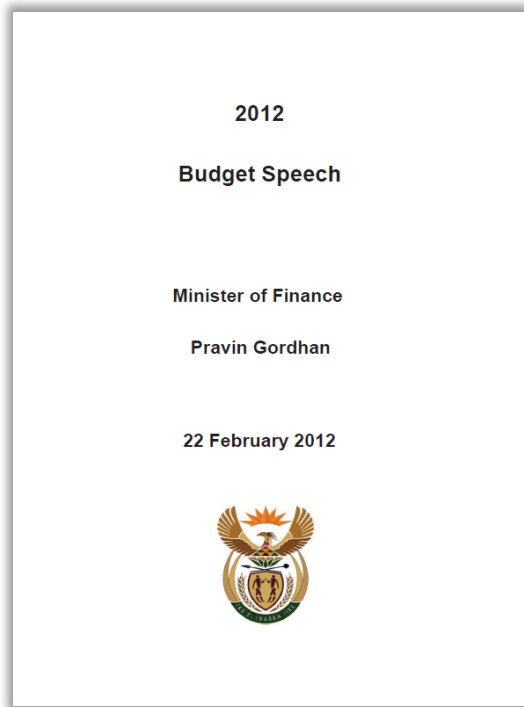 2012
Budget Speech
Minister of Finance
Pravin Gordhan
22 February 2012